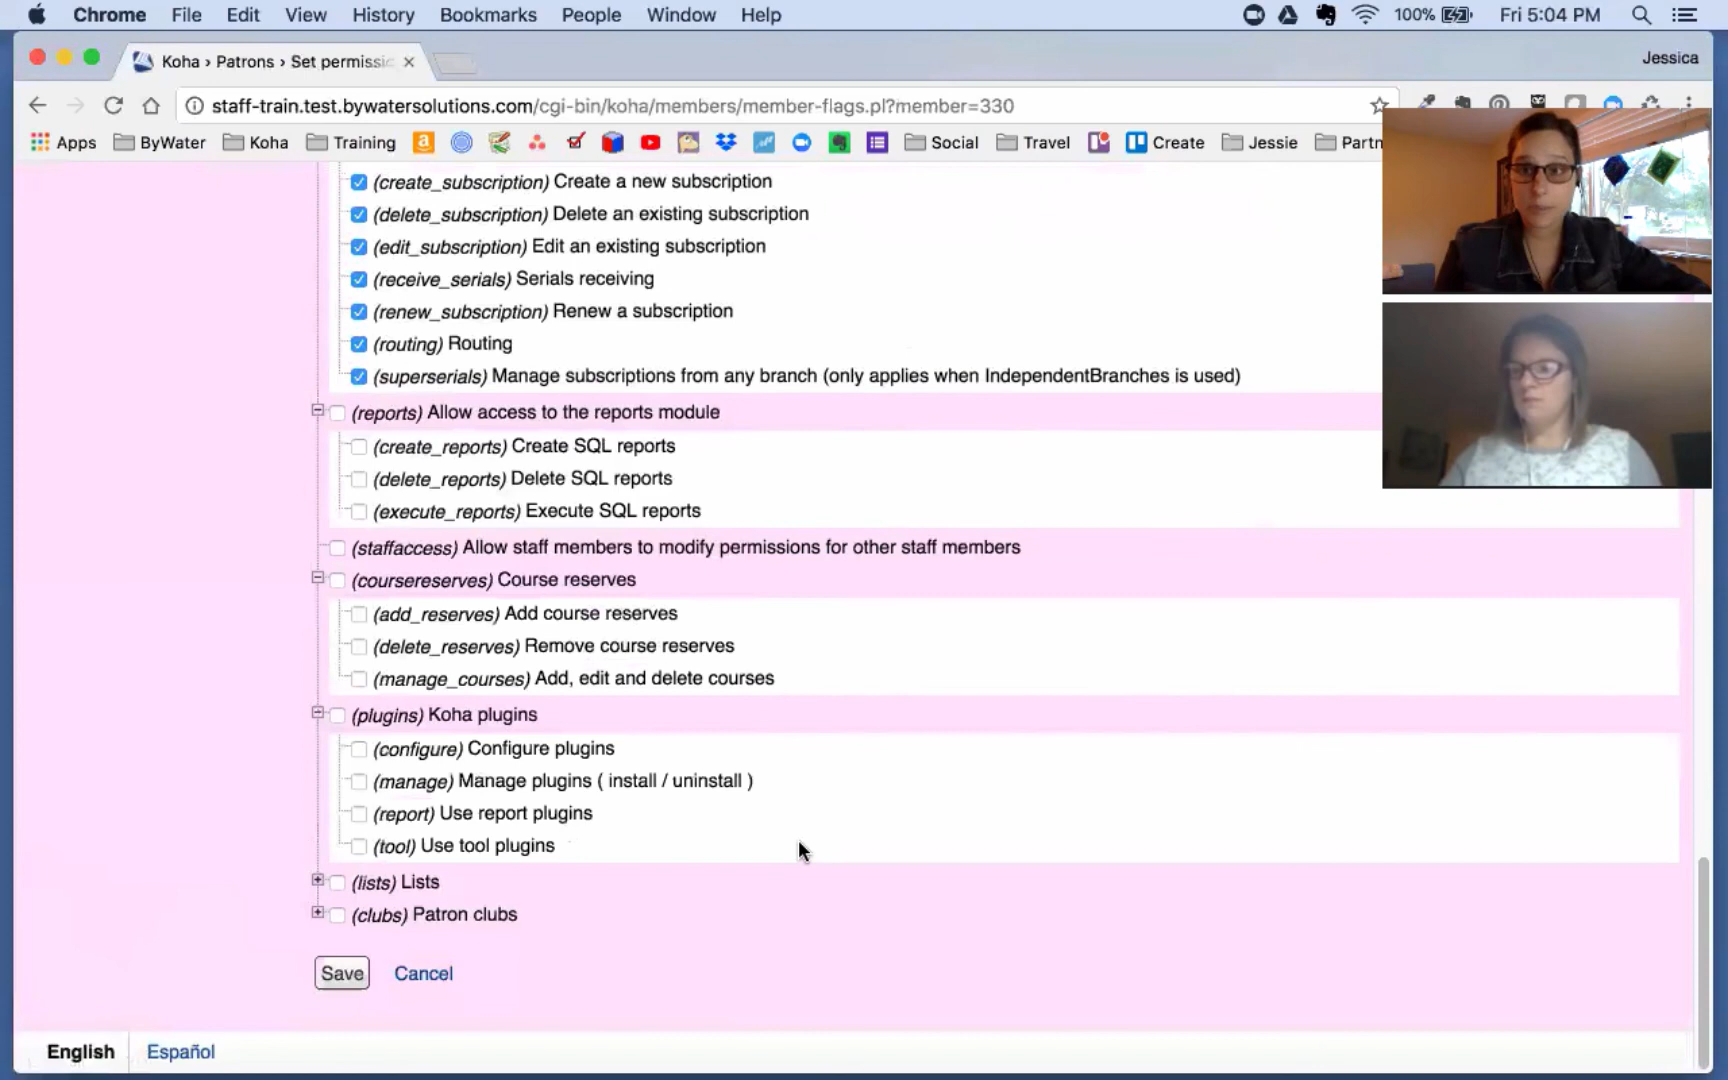 Chrome File Edit View History Bookmarks People Window Help 100% Fri 5:04 PM
Koha › Patrons › Set permissic Jessica
staff-train.test.bywatersolutions.com/cgi-bin/koha/members/member-flags.pl?member=330
Apps ByWater Koha Training Social Travel Create Jessie Partn
(create_subscription) Create a new subscription
(delete_subscription) Delete an existing subscription
(edit_subscription) Edit an existing subscription
(receive_serials) Serials receiving
(renew_subscription) Renew a subscription
(routing) Routing
(superserials) Manage subscriptions from any branch (only applies when IndependentBranches is used)
(reports) Allow access to the reports module
(create_reports) Create SQL reports
(delete_reports) Delete SQL reports
(execute_reports) Execute SQL reports
(staffaccess) Allow staff members to modify permissions for other staff members
(coursereserves) Course reserves
(add_reserves) Add course reserves
(delete_reserves) Remove course reserves
(manage_courses) Add, edit and delete courses
(plugins) Koha plugins
(configure) Configure plugins
(manage) Manage plugins ( install / uninstall )
(report) Use report plugins
(tool) Use tool plugins
(lists) Lists
(clubs) Patron clubs
Save Cancel
English Español